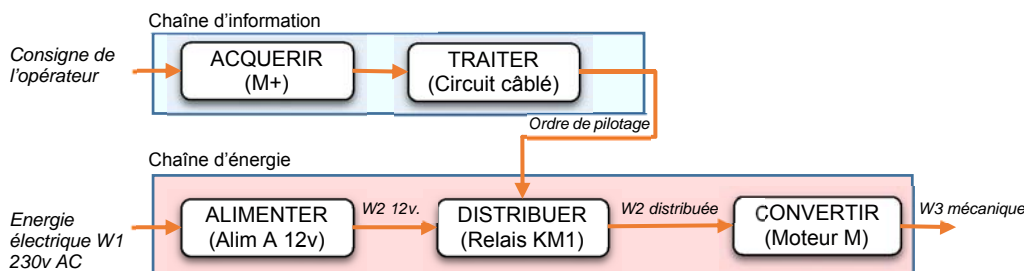 Chaîne d’information
Consigne de
l’opérateur
ACQUERIR
(M+)
TRAITER
(Circuit câblé)
Ordre de pilotage
Chaîne d’énergie
Energie
électrique W1
230v AC
ALIMENTER
(Alim A 12v)
W2 12v.
DISTRIBUER
(Relais KM1)
W2 distribuée
CONVERTIR
(Moteur M)
W3 mécanique